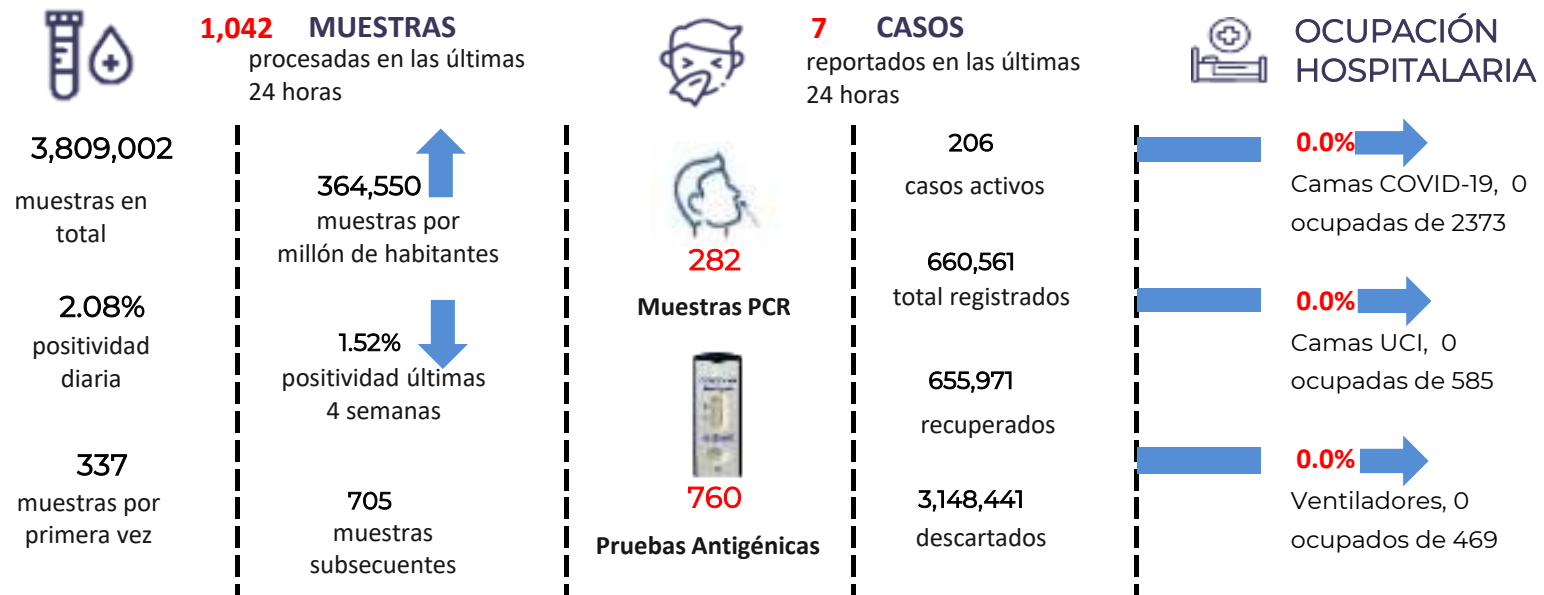 1,042 MUESTRAS
procesadas en las últimas
24 horas
3,809,002
muestras en
total
2.08%
positividad
diaria
337
muestras por
primera vez
364,550
muestras por
millón de habitantes
1.52%
positividad últimas
4 semanas
705
muestras
subsecuentes
7 CASOS
reportados en las últimas
24 horas
282
Muestras PCR
760
Pruebas Antigénicas
206
casos activos
660,561
total registrados
655,971
recuperados
3,148,441
descartados
OCUPACIÓN
HOSPITALARIA
0.0%
Camas COVID-19, 0
ocupadas de 2373
0.0%
Camas UCI, 0
ocupadas de 585
0.0%
Ventiladores, 0
ocupados de 469